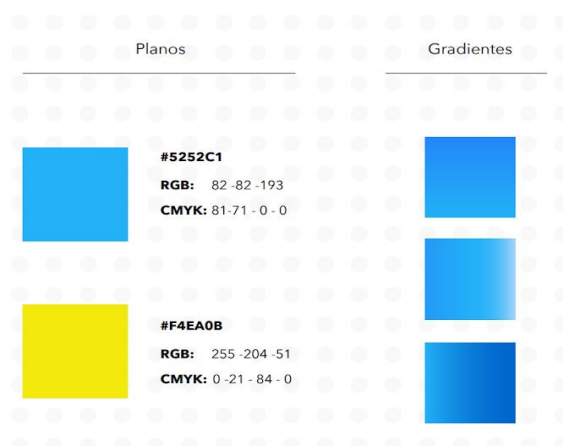 Planos
Gradientes
#5252C1
RGB: 82 -82 -193
CMYK: 81-71 - 0 - 0
#F4EA0B
RGB: 255 -204 -51
CMYK: 0 -21 - 84 - 0